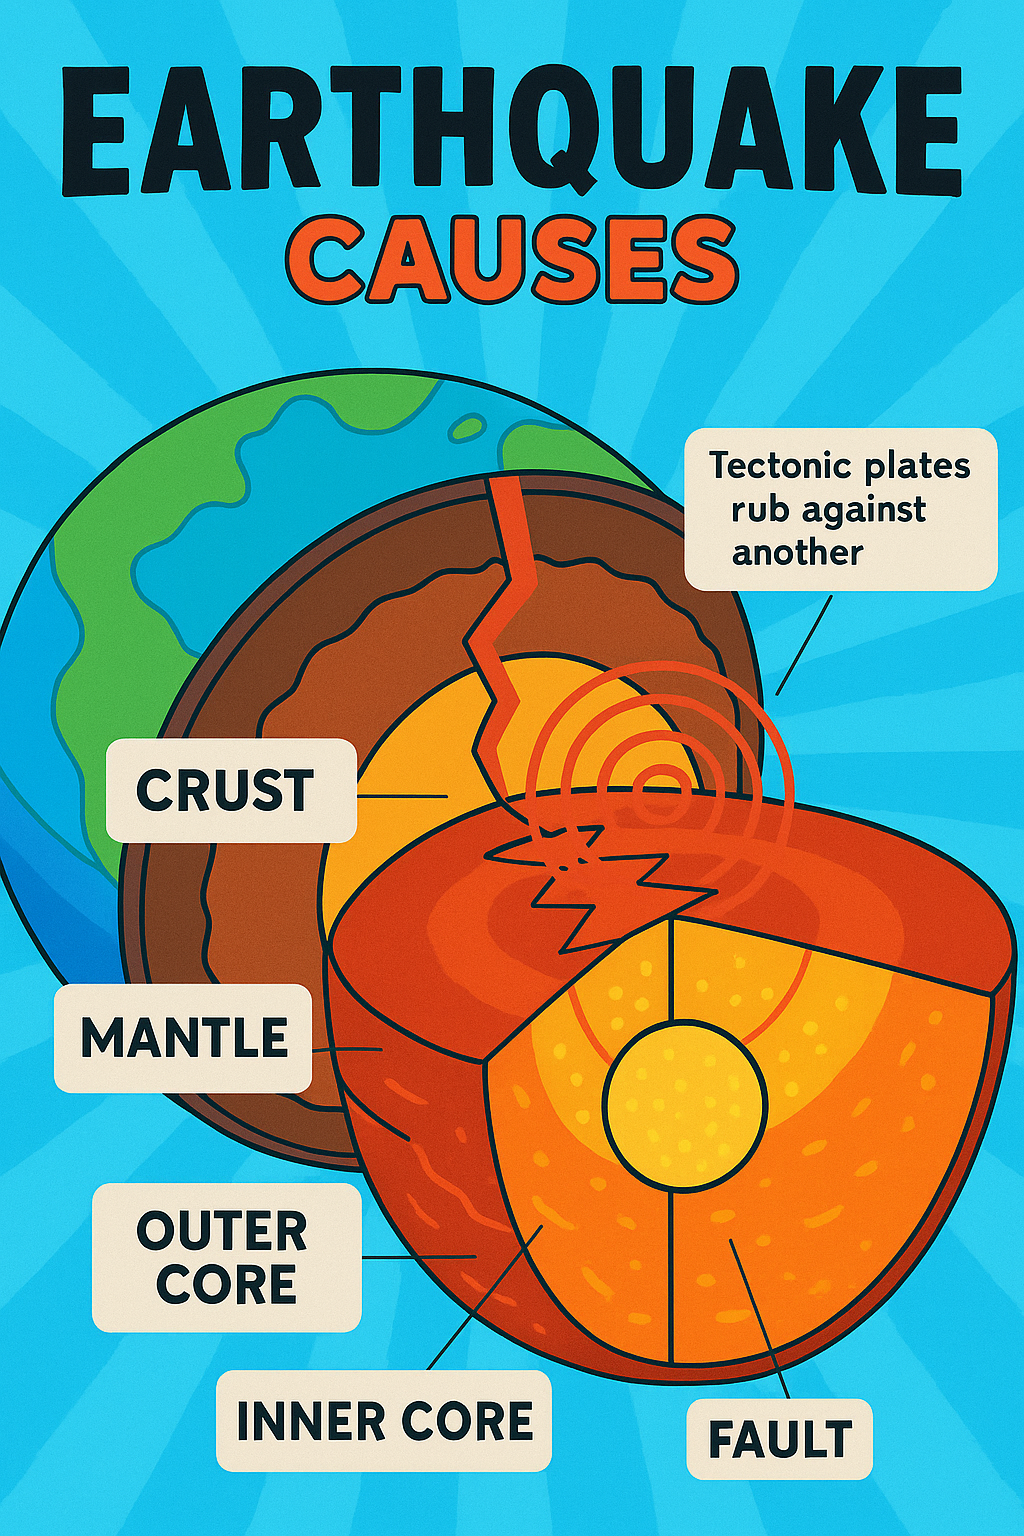 EARTHQUAKE
CAUSES
Tectonic plates
rub against
another
CRUST
MANTLE
OUTER
CORE
INNER CORE
FAULT